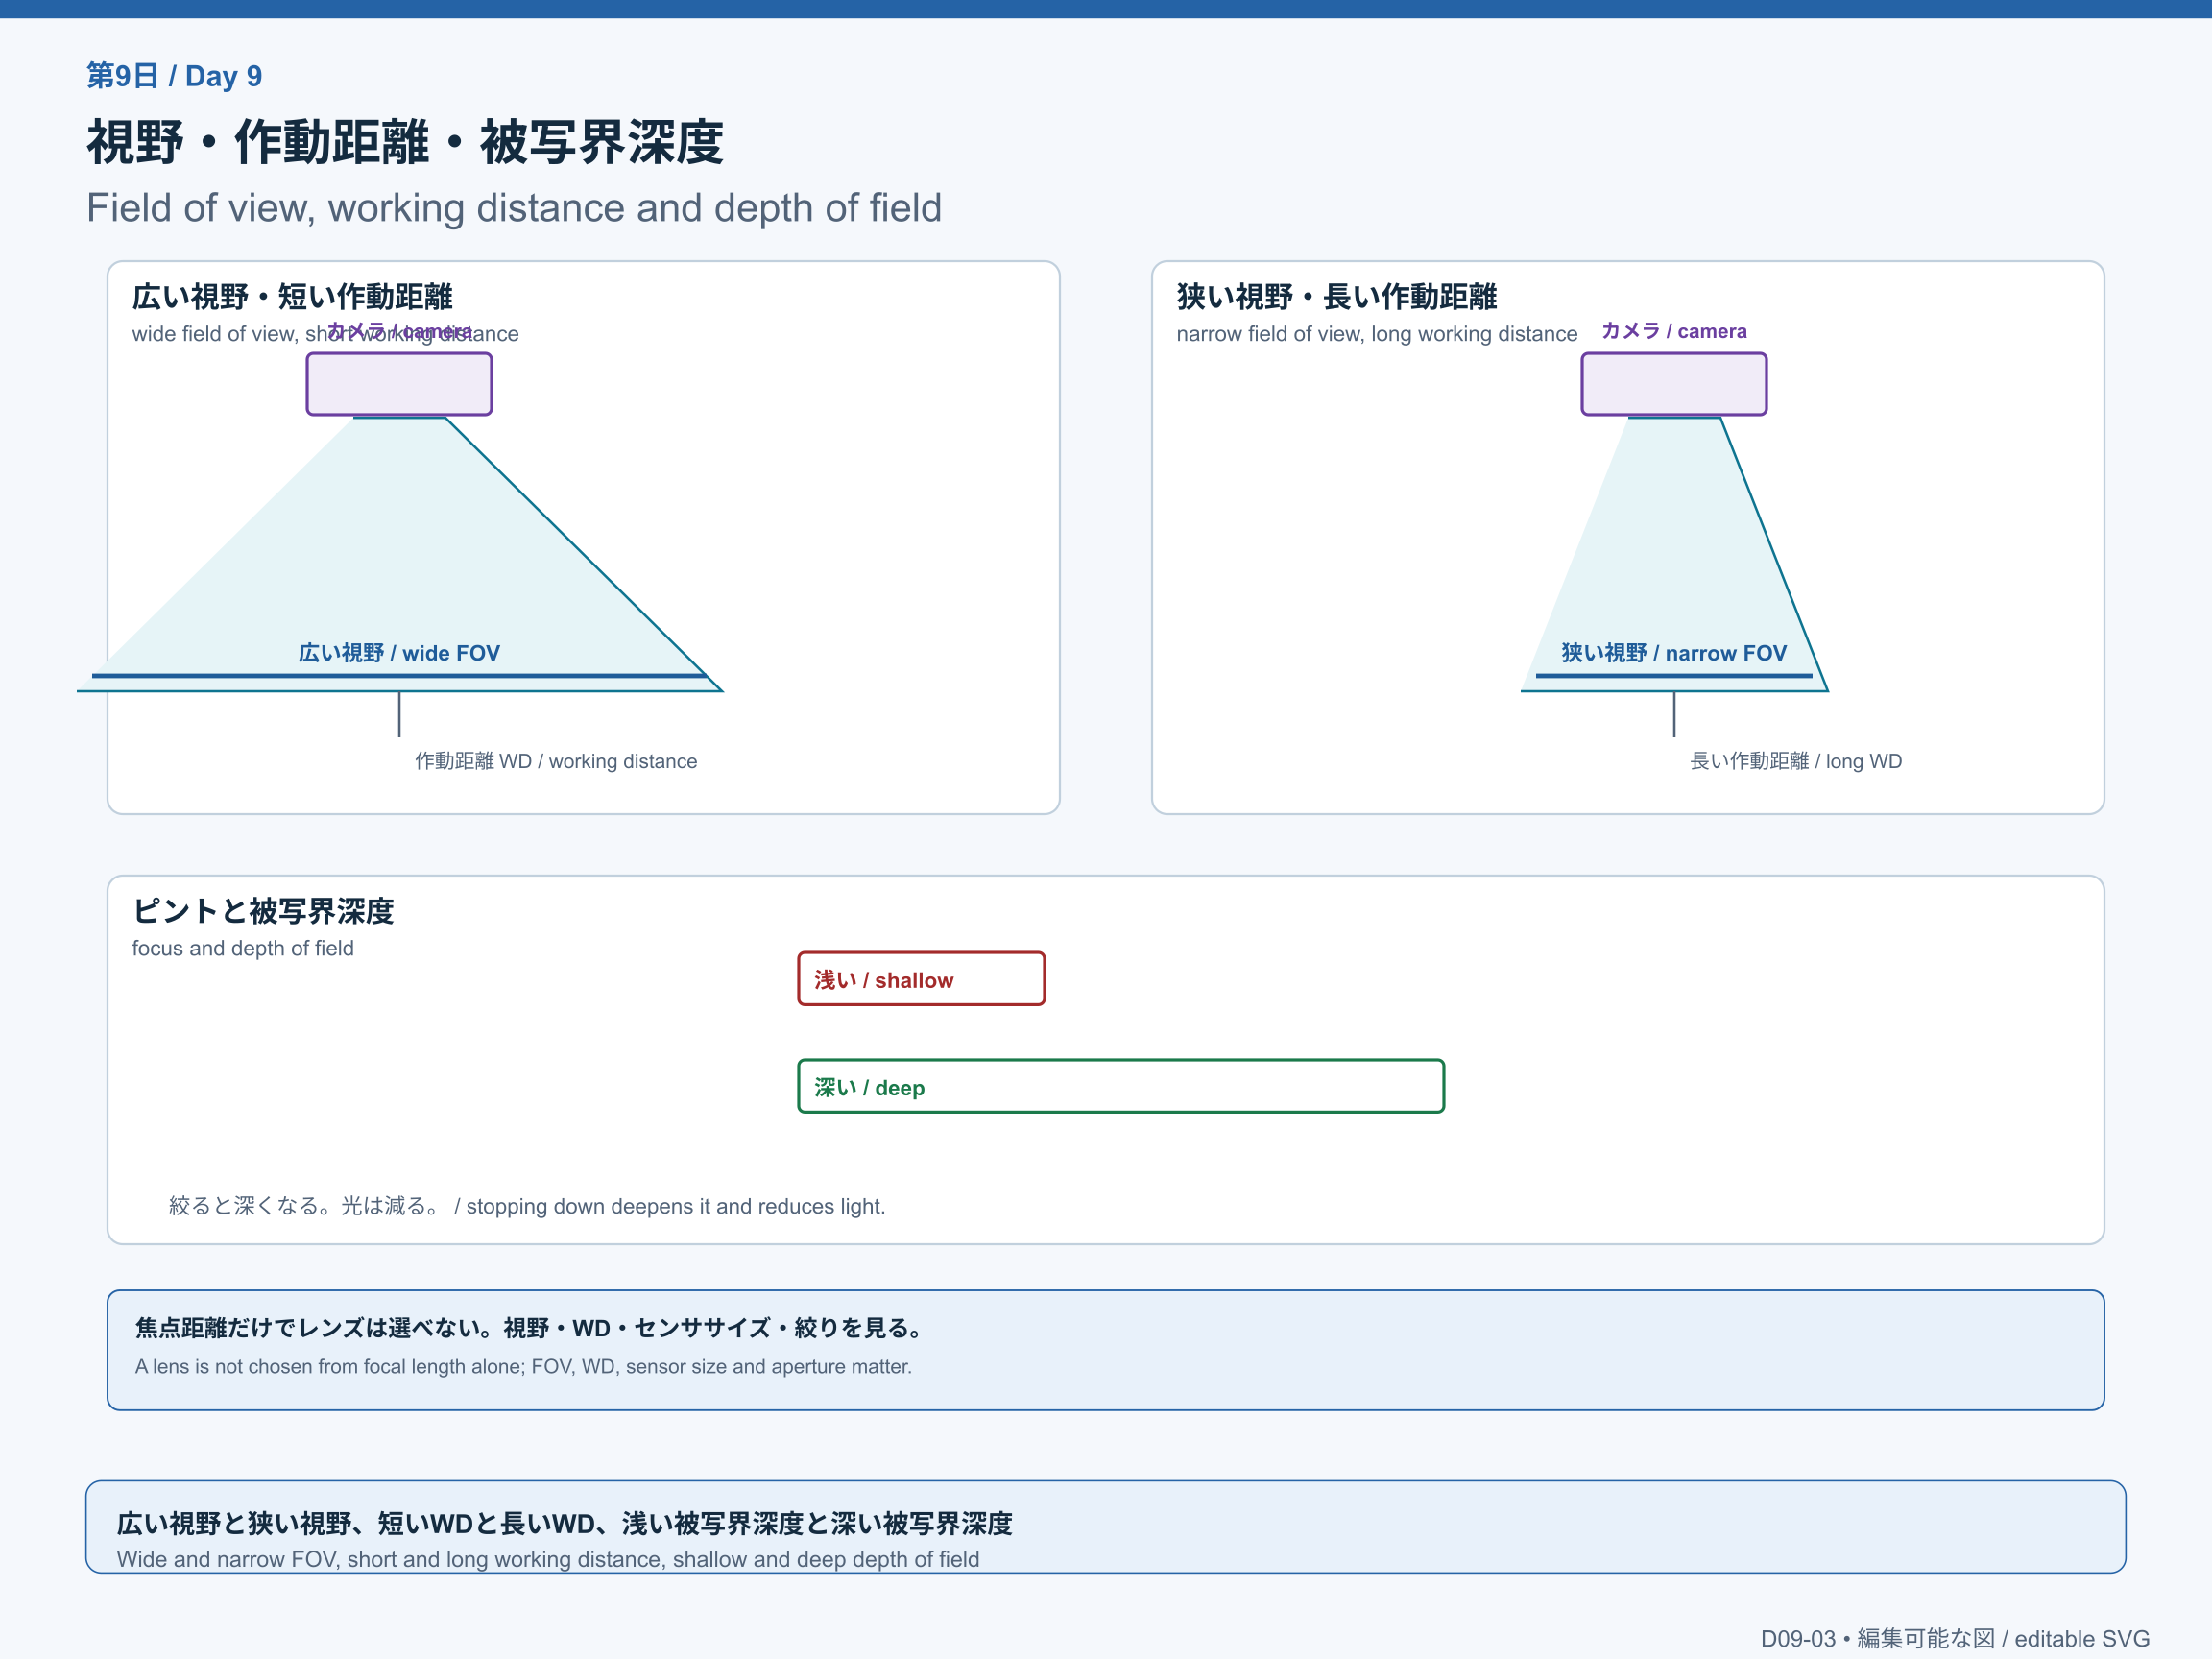 第9日 / Day 9
視野・作動距離・被写界深度
Field of view, working distance and depth of field
広い視野・短い作動距離
wide field of view, short working distance
カメラ / camera
広い視野 / wide FOV
作動距離 WD / working distance
狭い視野・長い作動距離
narrow field of view, long working distance
カメラ / camera
狭い視野 / narrow FOV
長い作動距離 / long WD
ピントと被写界深度
focus and depth of field
浅い / shallow
深い / deep
絞ると深くなる。光は減る。 / stopping down deepens it and reduces light.
焦点距離だけでレンズは選べない。視野・WD・センササイズ・絞りを見る。
A lens is not chosen from focal length alone; FOV, WD, sensor size and aperture matter.
広い視野と狭い視野、短いWDと長いWD、浅い被写界深度と深い被写界深度
Wide and narrow FOV, short and long working distance, shallow and deep depth of field
D09-03 • 編集可能な図 / editable SVG